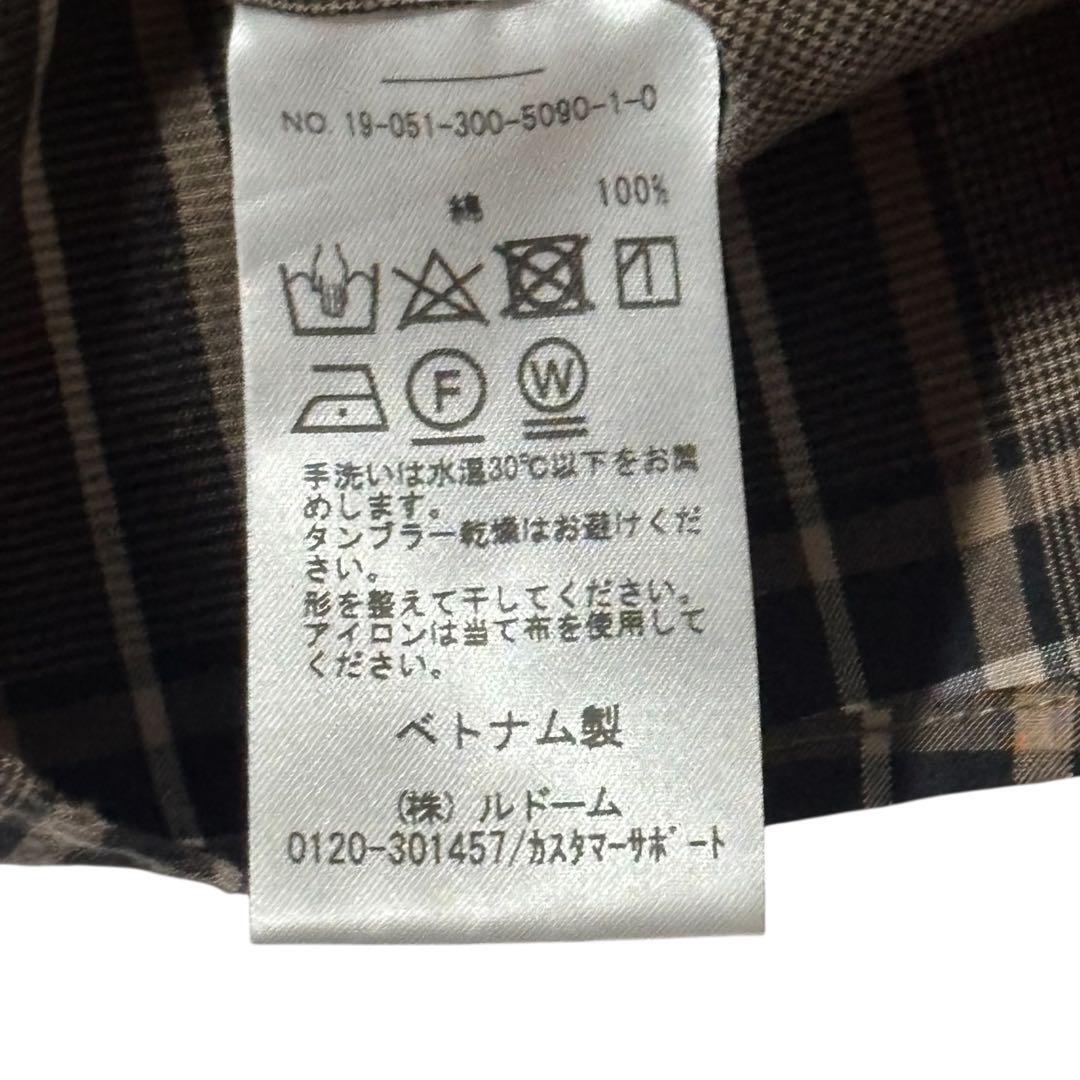 NO. 19-051-300-5090-1-0
綿 100%
F W
手洗いは水温30℃以下をお薦
めします。
タンブラー乾燥はお避けくだ
さい。
形を整えて干してください。
アイロンは当て布を使用して
ください。
ベトナム製
(株) ルドーム
0120-301457/カスタマーサポート